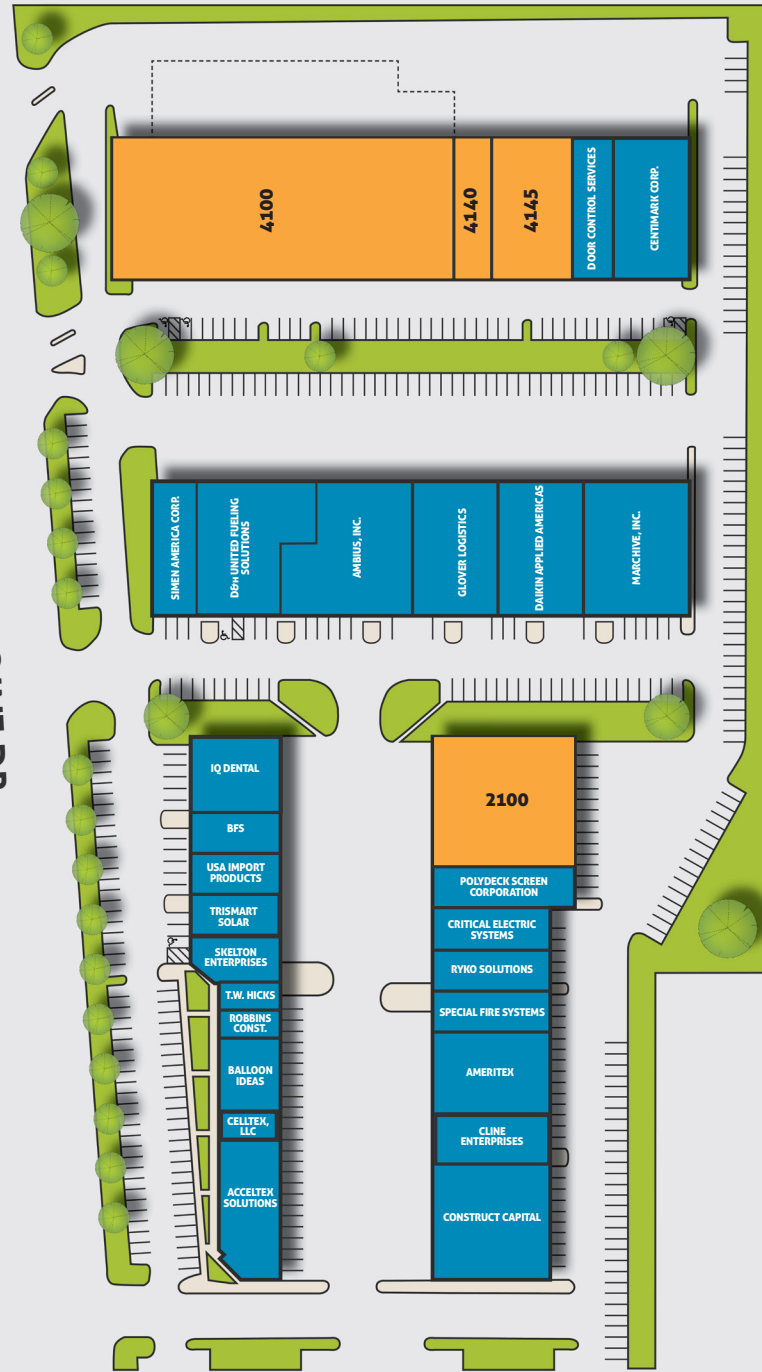 4100
4140
4145
DOOR CONTROL SERVICES
CENTIMARK CORP.
SIMEN AMERICA CORP.
D&H UNITED FUELING
SOLUTIONS
AMBIUS, INC.
GLOVER LOGISTICS
DAIKIN APPLIED AMERICAS
MARCHIVE, INC.
IQ DENTAL
BFS
USA IMPORT
PRODUCTS
TRISMART
SOLAR
SKELTON
ENTERPRISES
T.W. HICKS
ROBBINS
CONST.
BALLOON
IDEAS
CELLTEX,
LLC
ACCELTEX
SOLUTIONS
2100
POLYDECK SCREEN
CORPORATION
CRITICAL ELECTRIC
SYSTEMS
RYKO SOLUTIONS
SPECIAL FIRE SYSTEMS
AMERITEX
CLINE
ENTERPRISES
CONSTRUCT CAPITAL